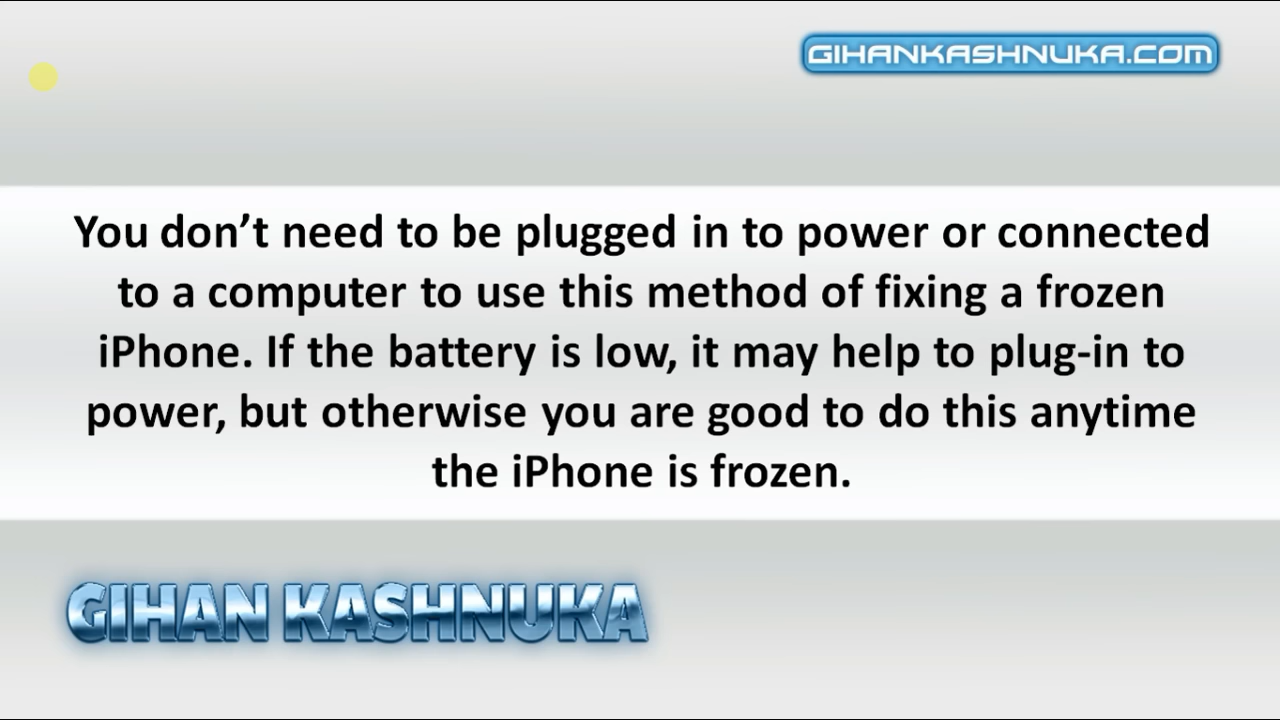 GIHANKASHNUKA.COM
You don’t need to be plugged in to power or connected
to a computer to use this method of fixing a frozen
iPhone. If the battery is low, it may help to plug-in to
power, but otherwise you are good to do this anytime
the iPhone is frozen.
GIHAN KASHNUKA